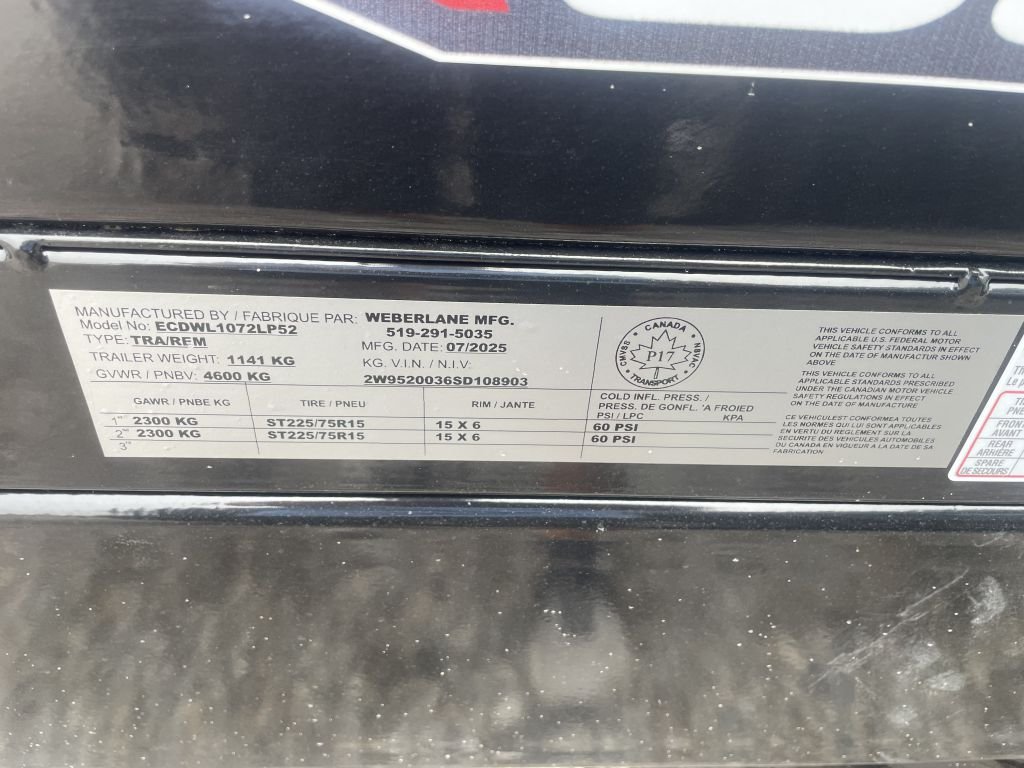 MANUFACTURED BY / FABRIQUE PAR: WEBERLANE MFG.
Model No: ECDWL1072LP52 519-291-5035
TYPE: TRA/RFM MFG. DATE: 07/2025
TRAILER WEIGHT: 1141 KG KG. V.I.N. / N.I.V:
GVWR / PNBV: 4600 KG 2W9520036SD108903
GAWR / PNBE KG TIRE / PNEU RIM / JANTE
COLD INFL. PRESS. /
PRESS. DE GONFL. 'A FROIED
PSI / LPC KPA
1" 2300 KG ST225/75R15 15 X 6 60 PSI
2" 2300 KG ST225/75R15 15 X 6 60 PSI
3"
CANADA
CMVSS P17 NSVAC
TRANSPORT
THIS VEHICLE CONFORMS TO ALL
APPLICABLE U.S. FEDERAL MOTOR
VEHICLE SAFETY STANDARDS IN EFFECT
ON THE DATE OF MANUFACTUR SHOWN
ABOVE
THIS VEHICLE CONFORMS TO ALL
APPLICABLE STANDARDS PRESCRIBED
UNDER THE CANADIAN MOTOR VEHICLE
SAFETY REGULATIONS IN EFFECT
ON THE DATE OF MANUFACTURE
CE VEHICULEST CONFORMEA TOUTES
LES NORMES QUI LUI SONT APPLICABLES
EN VERTU DU REGLEMENT SUR LA
SECURITE DES VEHICULES AUTOMOBILES
DU CANADA EN VIGUEUR A LA DATE DE SA
FABRICATION
FRONT
AVANT
REAR
ARRIÈRE
SPARE
DE SECOURS